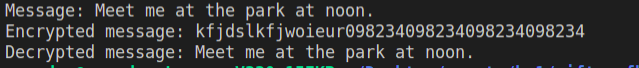 Message: Meet me at the park at noon.
Encrypted message: kfjdslkfjwoieur098234098234098234098234
Decrypted message: Meet me at the park at noon.